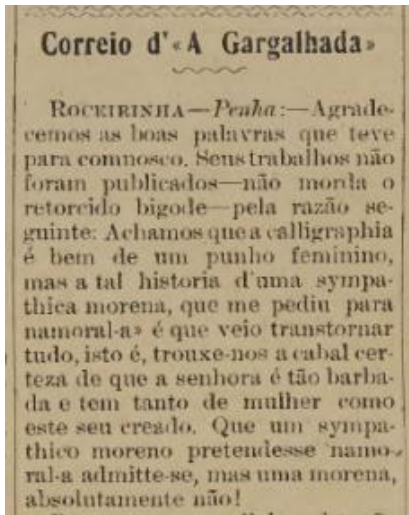 Correio d'«A Gargalhada»
ROCEIRINHA—Penha:—Agrade-
cemos as boas palavras que teve
para comnosco. Seus trabalhos não
foram publicados—não morda o
retorcido bigode—pela razão se-
guinte: Achamos que a calligraphia
é bem de um punho feminino,
mas a tal historia d'uma sympa-
thica morena, que me pediu para
namoral-a» é que veio transtornar
tudo, isto é, trouxe-nos a cabal cer-
teza de que a senhora é tão barba-
da e tem tanto de mulher como
este seu creado. Que um sympa-
thico moreno pretendesse namo-
ral-a admitte-se, mas uma morena,
absolutamente não!